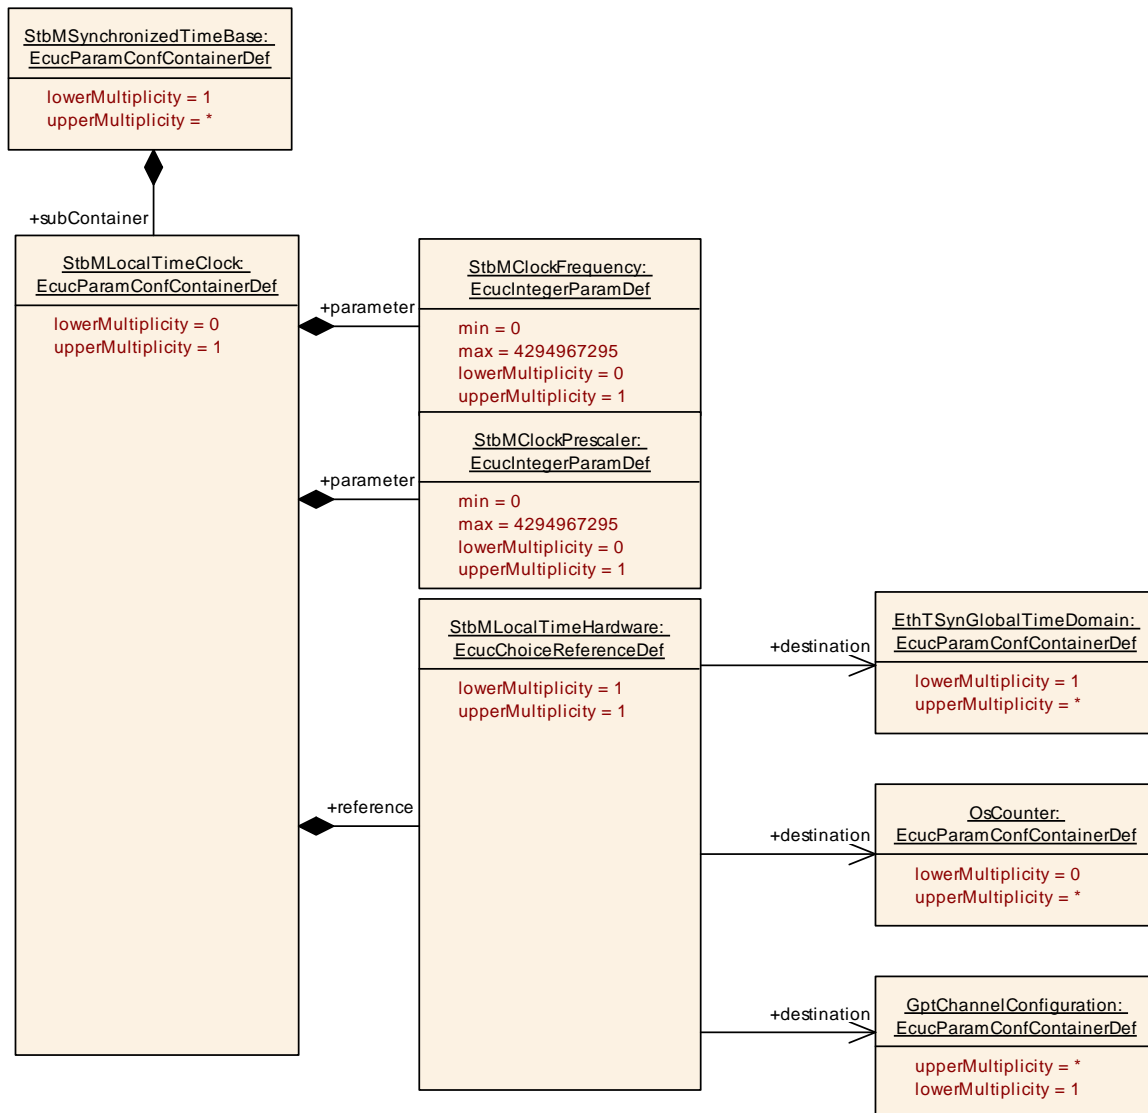 StbMSynchronizedTimeBase:
EcucParamConfContainerDef
lowerMultiplicity = 1
upperMultiplicity = *
+subContainer
StbMLocalTimeClock:
EcucParamConfContainerDef
lowerMultiplicity = 0
upperMultiplicity = 1
+parameter
StbMClockFrequency:
EcucIntegerParamDef
min = 0
max = 4294967295
lowerMultiplicity = 0
upperMultiplicity = 1
+parameter
StbMClockPrescaler:
EcucIntegerParamDef
min = 0
max = 4294967295
lowerMultiplicity = 0
upperMultiplicity = 1
+reference
StbMLocalTimeHardware:
EcucChoiceReferenceDef
lowerMultiplicity = 1
upperMultiplicity = 1
+destination
EthTSynGlobalTimeDomain:
EcucParamConfContainerDef
lowerMultiplicity = 1
upperMultiplicity = *
+destination
OsCounter:
EcucParamConfContainerDef
lowerMultiplicity = 0
upperMultiplicity = *
+destination
GptChannelConfiguration:
EcucParamConfContainerDef
upperMultiplicity = *
lowerMultiplicity = 1